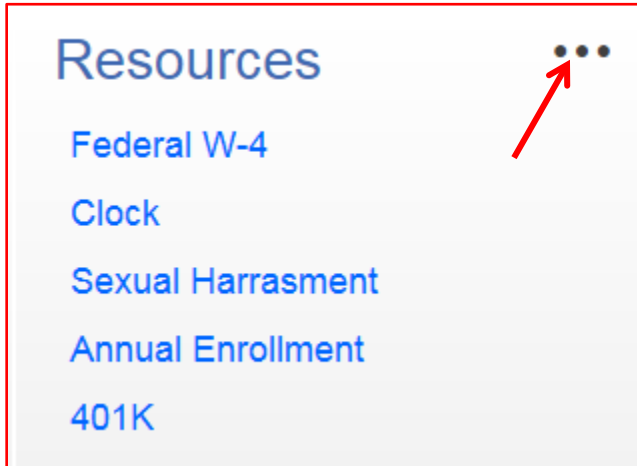 Resources
Federal W-4
Clock
Sexual Harrasment
Annual Enrollment
401K